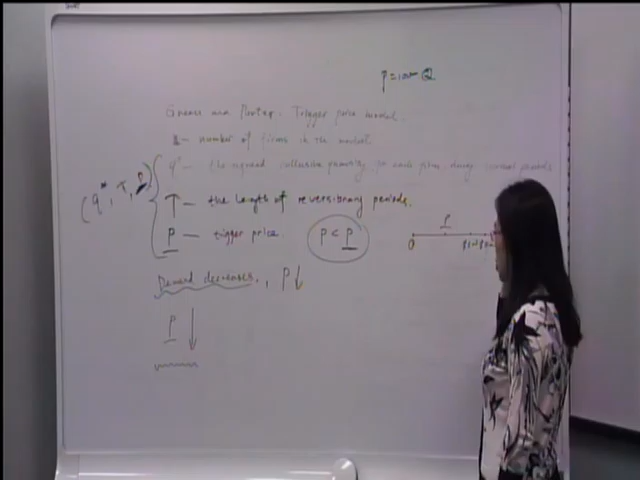 p = 100 - Q
Green and Porter. Trigger price model.
n — number of firms in the market
q* — the agreed collusive quantity for each firm during normal periods
(q*, T, p)
T — the length of reversionary periods.
p — trigger price. p < p
p
0
Demand decreases, p ↓
p ↓